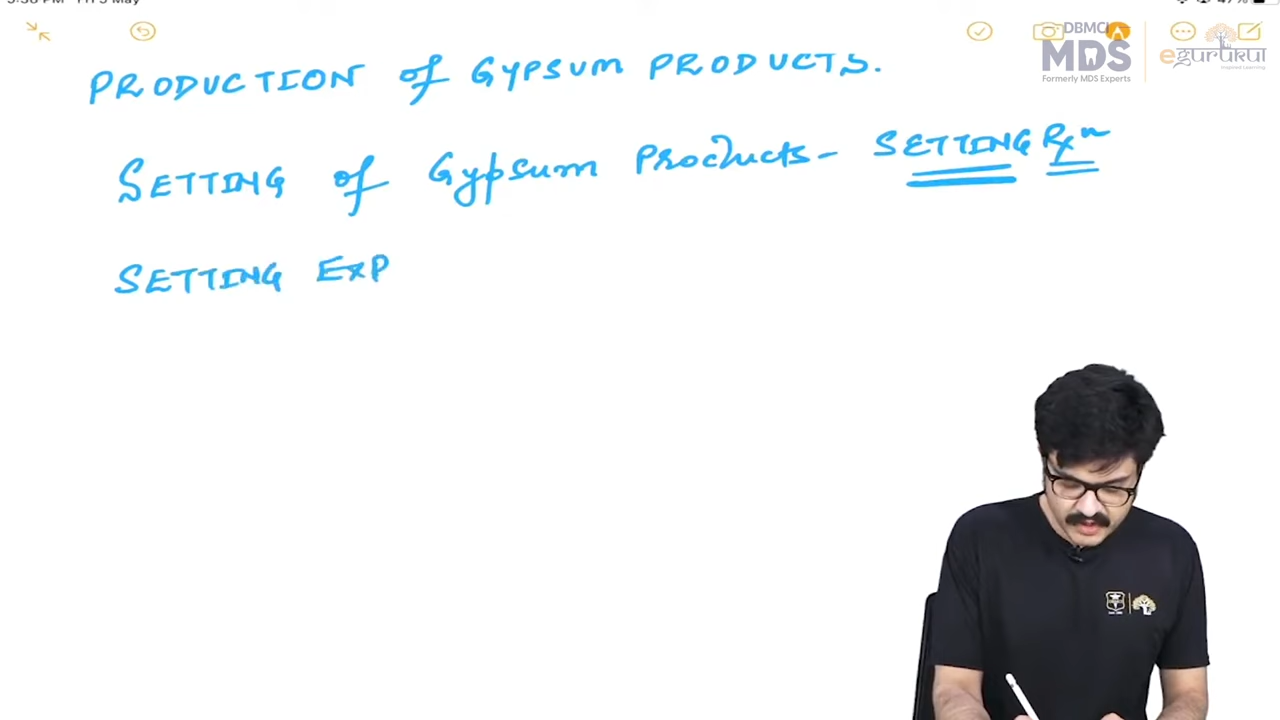 DBMCI
MDS
Formerly MDS Experts
egurukul
PRODUCTION of GYPSUM PRODUCTS.
SETTING of Gypsum Products - SETTING Rxn
SETTING EXP